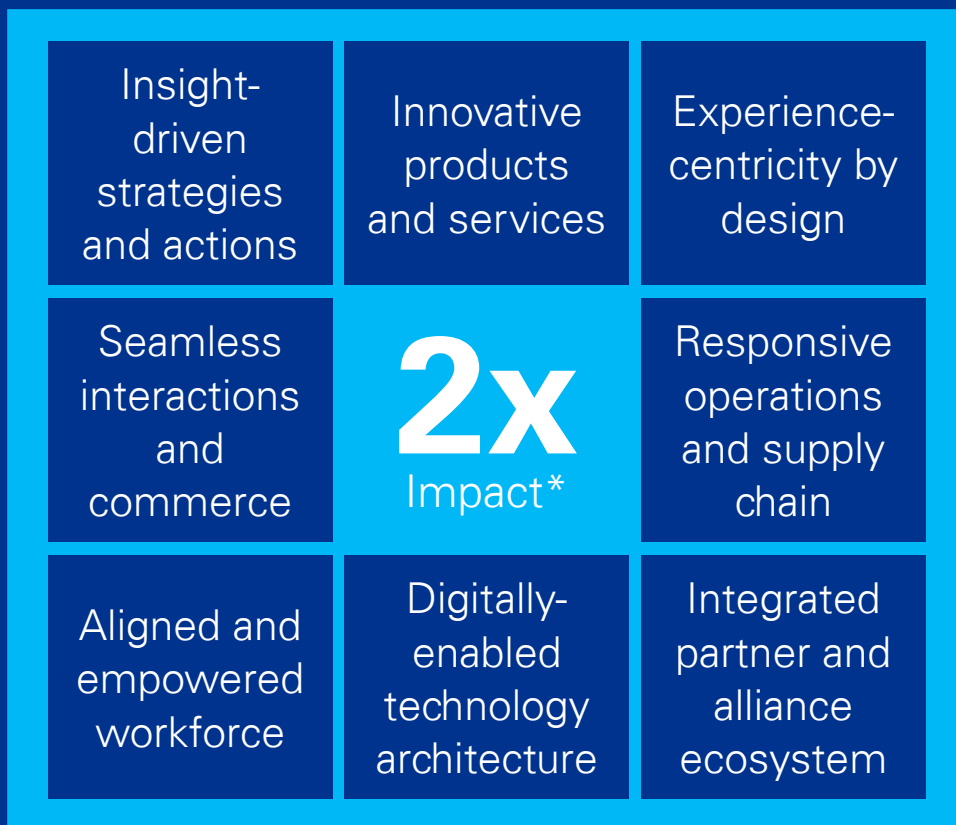 Insight-
driven
strategies
and actions
Innovative
products
and services
Experience-
centricity by
design
Seamless
interactions
and
commerce
2x
Impact*
Responsive
operations
and supply
chain
Aligned and
empowered
workforce
Digitally-
enabled
technology
architecture
Integrated
partner and
alliance
ecosystem